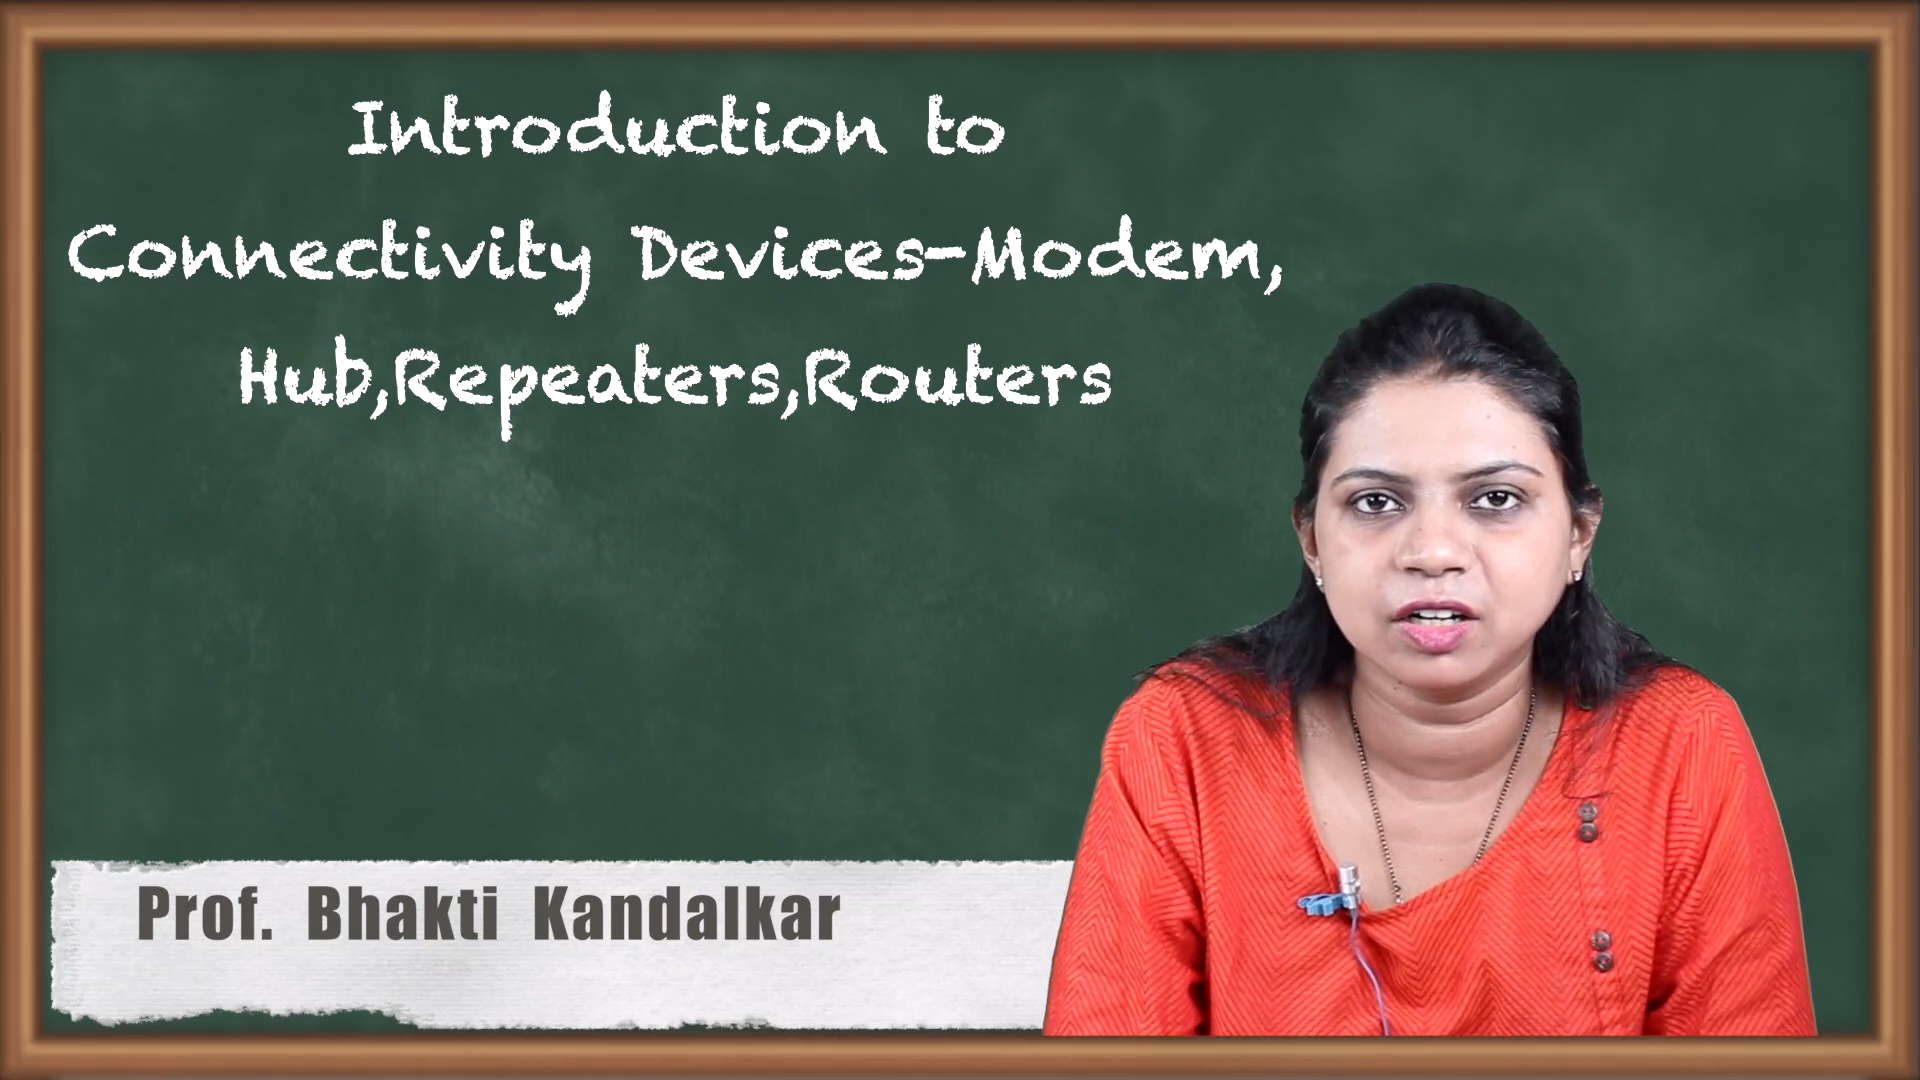 Introduction to
Connectivity Devices-Modem,
Hub,Repeaters,Routers
Prof. Bhakti Kandalkar